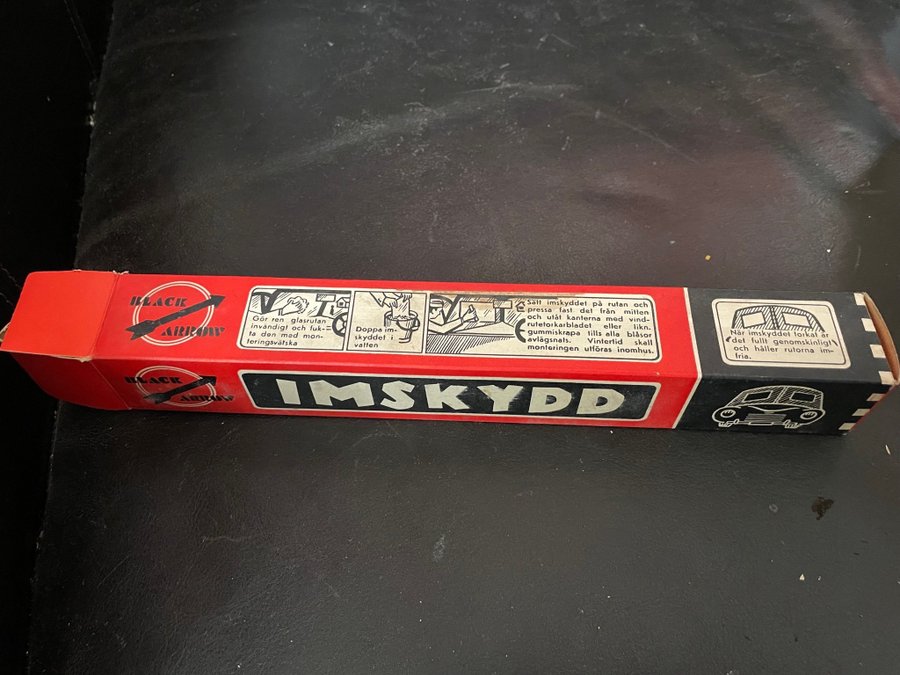 BLACK
ARROW
Gör ren glasrutan
invändigt och fuk-
ta den med mon-
teringsvätska
Doppa im-
skyddet i
vatten
Sätt imskyddet på rutan och
pressa fast det från mitten
och utåt kanterna med vind-
rutetorkarbladet eller likn.
gummiskrapa tills alla blåsor
avlägsnats. Vintertid skall
monteringen utföras inomhus.
När imskyddet torkat är
det fullt genomskinligt
och håller rutorna im-
fria.
BLACK
ARROW
IMSKYDD